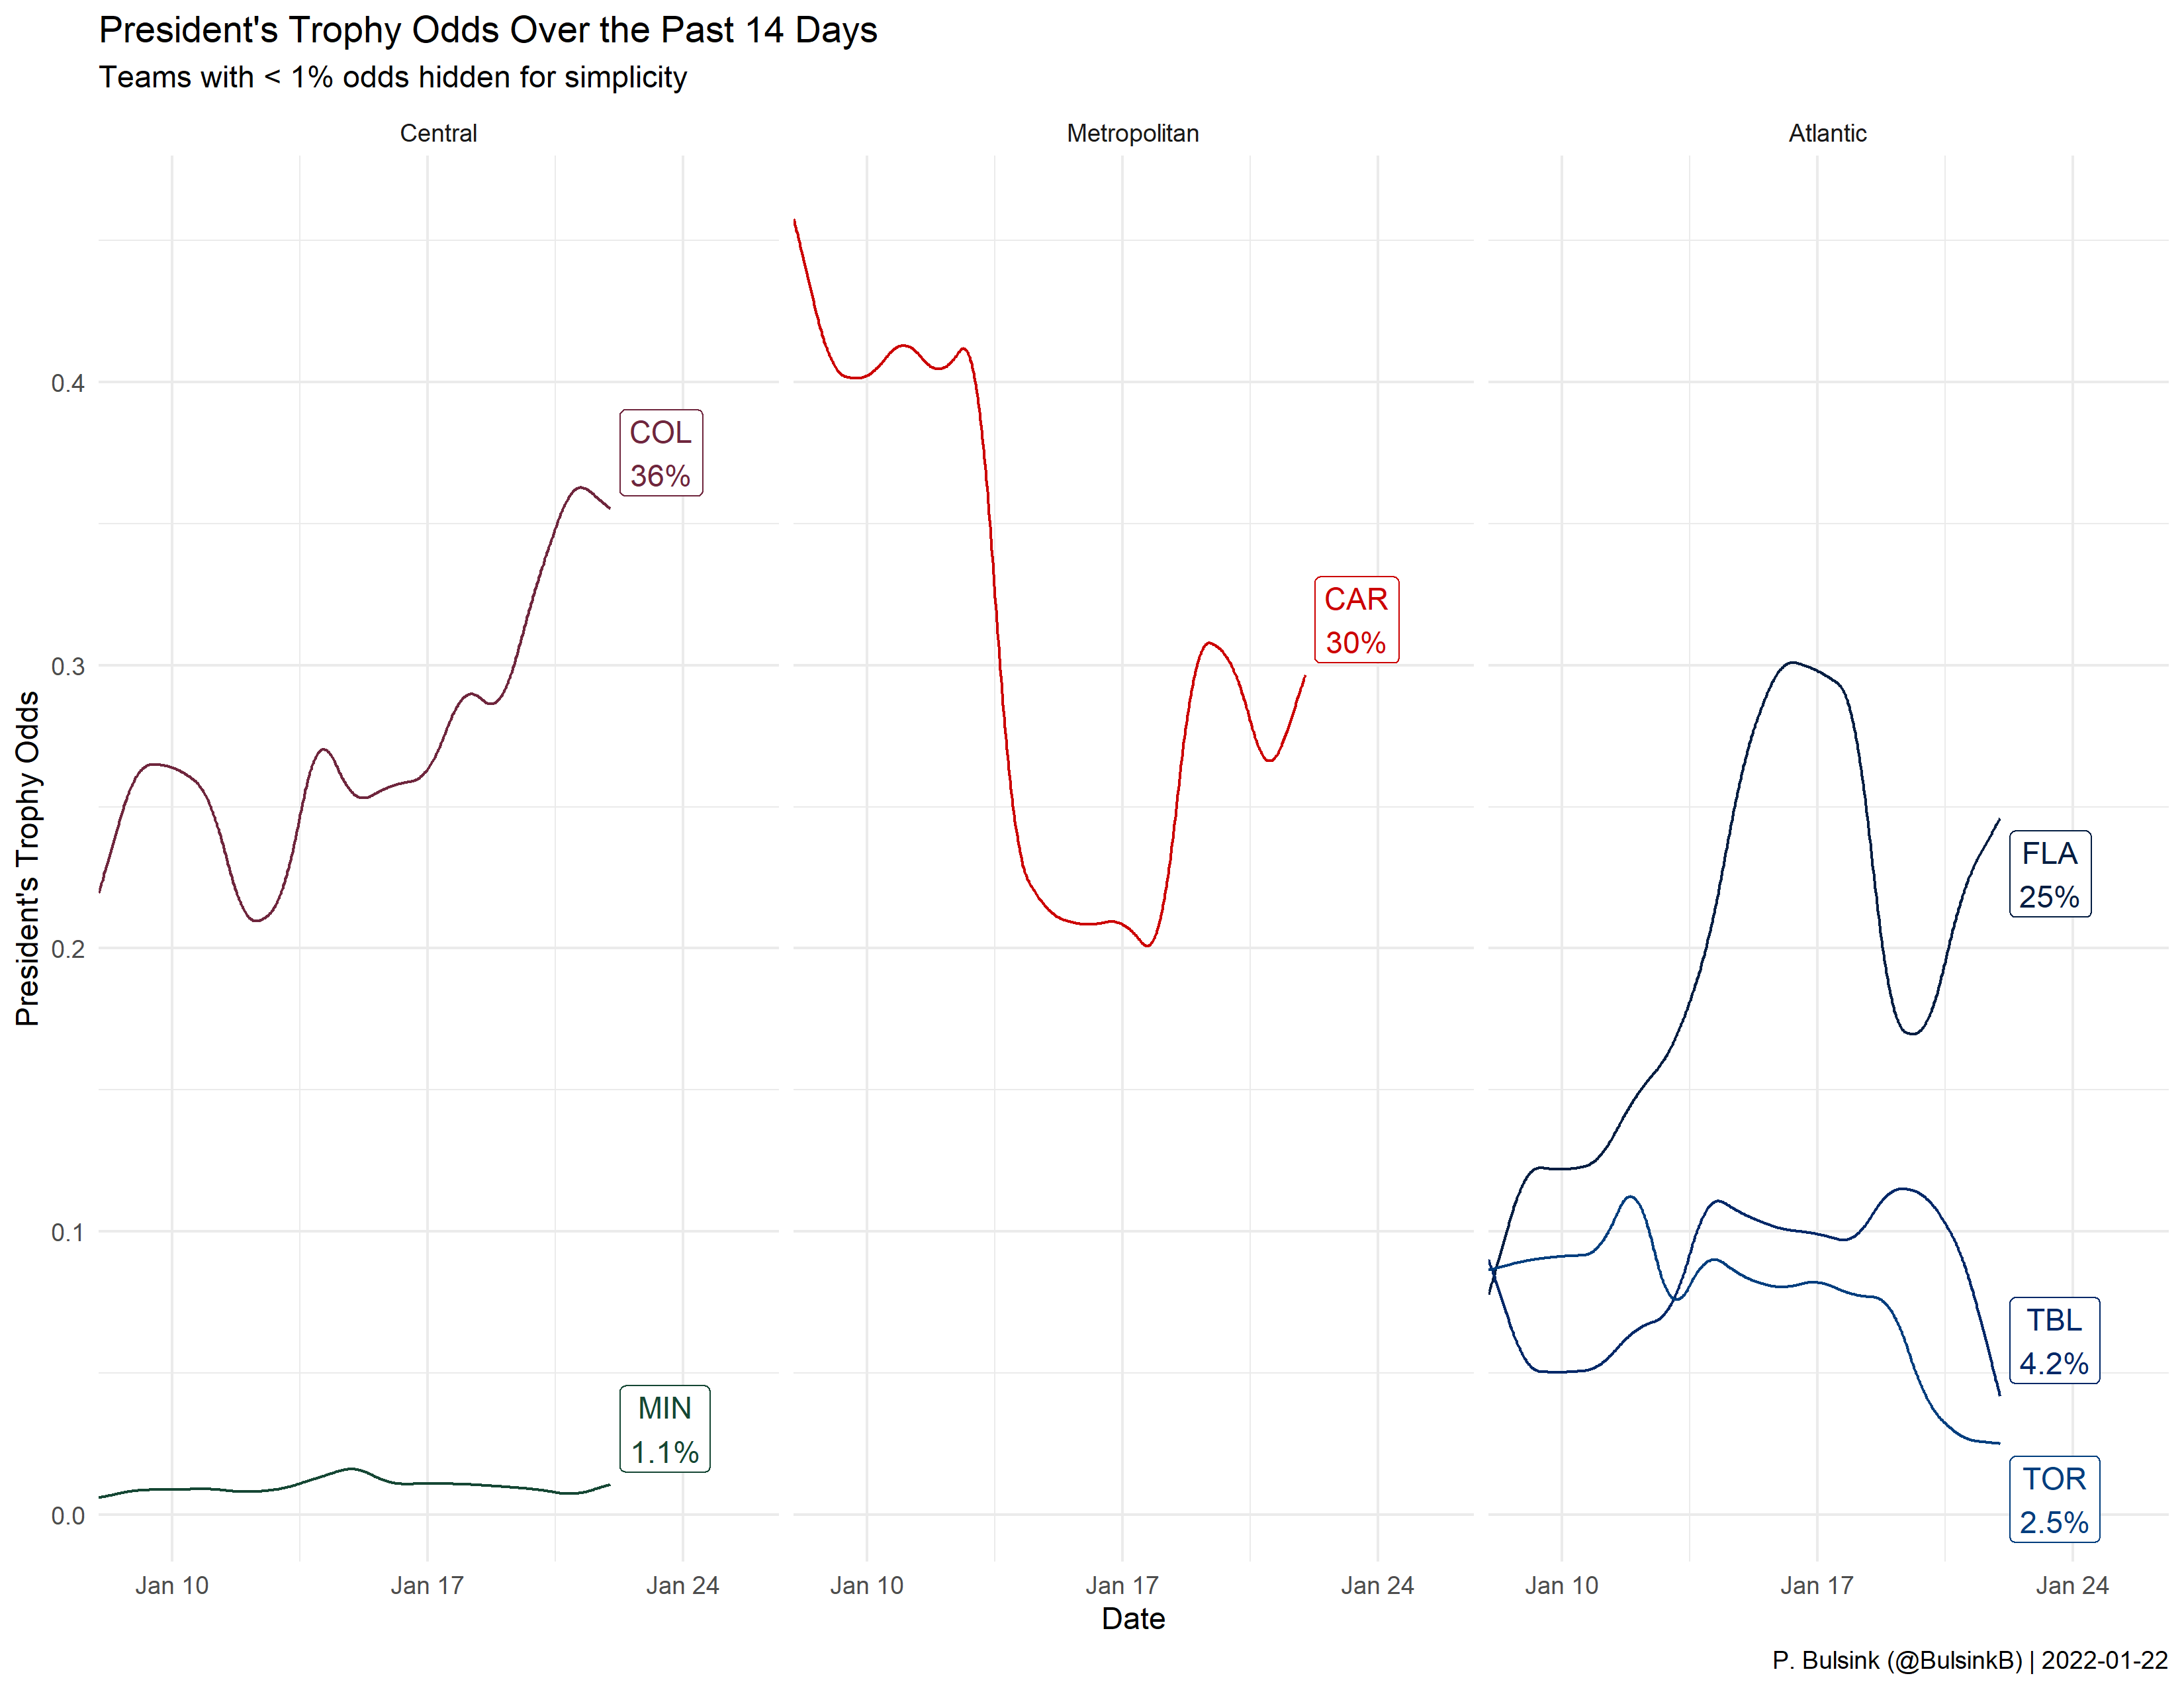 President's Trophy Odds Over the Past 14 Days
Teams with < 1% odds hidden for simplicity
Central
Metropolitan
Atlantic
President's Trophy Odds
0.4
0.3
0.2
0.1
0.0
COL
36%
MIN
1.1%
CAR
30%
FLA
25%
TBL
4.2%
TOR
2.5%
Jan 10 Jan 17 Jan 24
Jan 10 Jan 17 Jan 24
Jan 10 Jan 17 Jan 24
Date
P. Bulsink (@BulsinkB) | 2022-01-22